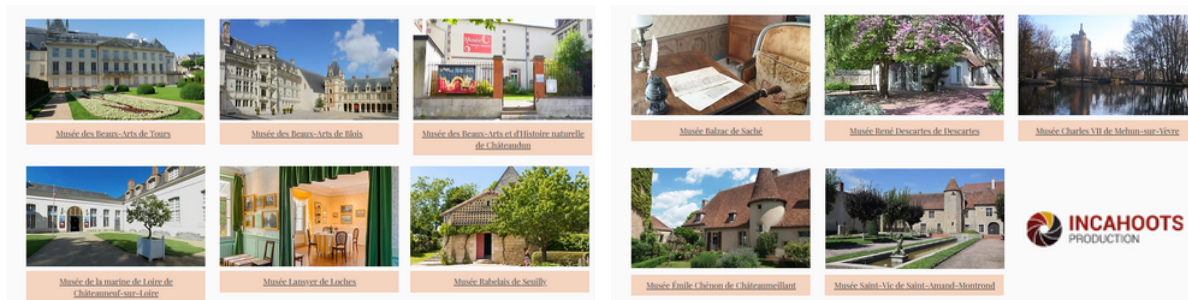 Musée
Musée des Beaux-Arts de Tours
Musée des Beaux-Arts de Blois
Musée des Beaux-Arts et d'Histoire naturelle
de Châteaudun
Musée de la marine de Loire de
Châteauneuf-sur-Loire
Musée Lansyer de Loches
Musée Rabelais de Seuilly
Musée Balzac de Saché
Musée René Descartes de Descartes
Musée Charles VII de Mehun-sur-Yèvre
Musée Émile Chénon de Châteaumeillant
Musée Saint-Vic de Saint-Amand-Montrond
INCAHOOTS
PRODUCTION